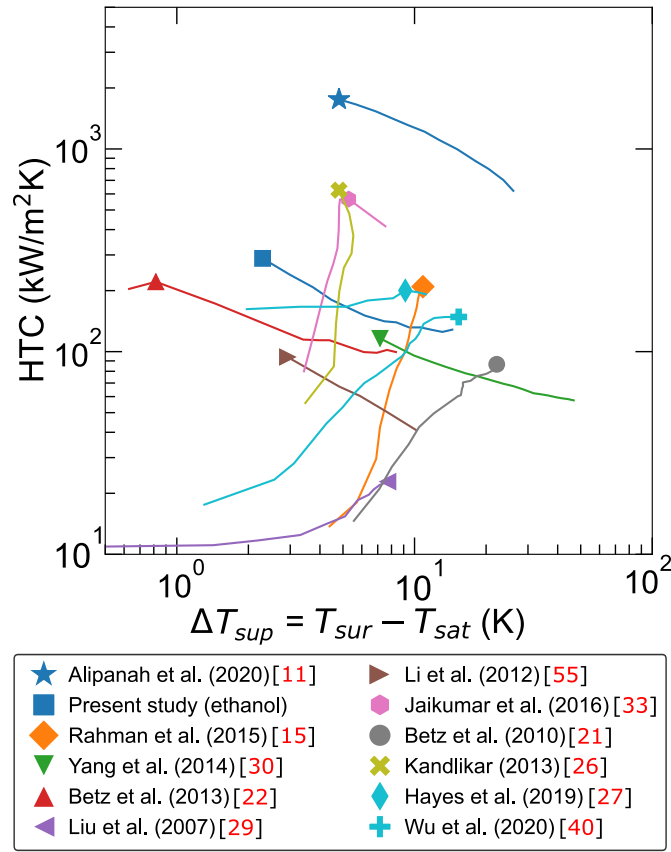 HTC (kW/m²K)
10³
10²
10¹
10⁰
10¹
10²
ΔT_sup = T_sur − T_sat (K)
Alipanah et al. (2020)[11]
Present study (ethanol)
Rahman et al. (2015)[15]
Yang et al. (2014)[30]
Betz et al. (2013)[22]
Liu et al. (2007)[29]
Li et al. (2012)[55]
Jaikumar et al. (2016)[33]
Betz et al. (2010)[21]
Kandlikar (2013)[26]
Hayes et al. (2019)[27]
Wu et al. (2020)[40]